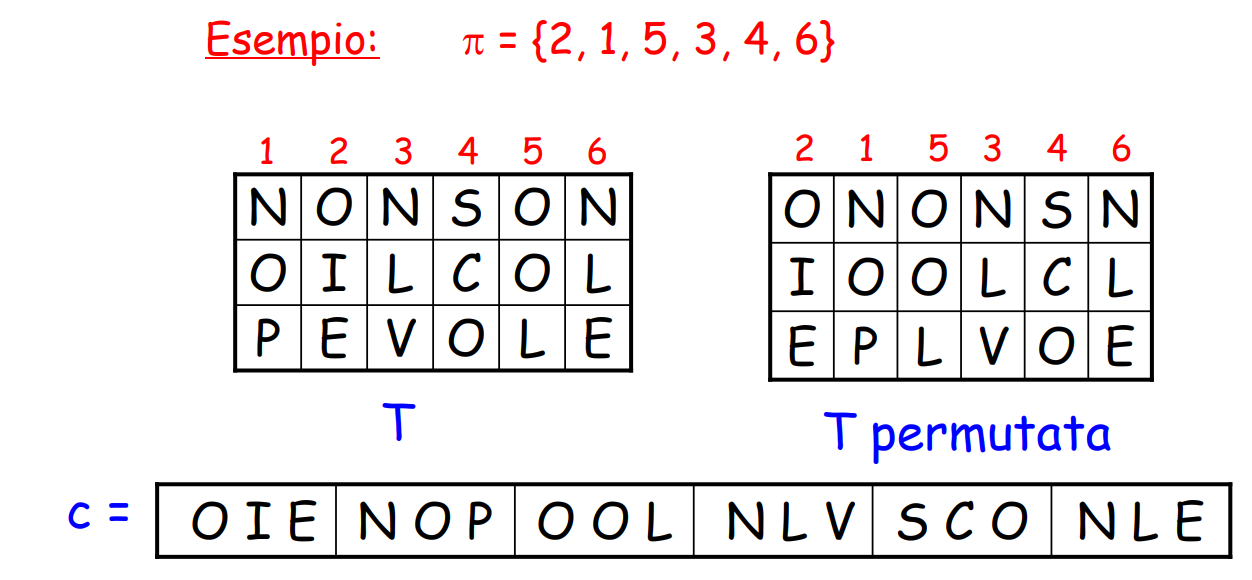 Esempio: π = {2, 1, 5, 3, 4, 6}
1 2 3 4 5 6
N O N S O N
O I L C O L
P E V O L E
T
2 1 5 3 4 6
O N O N S N
I O O L C L
E P L V O E
T permutata
c = OIE NOP OOL NLV SCO NLE